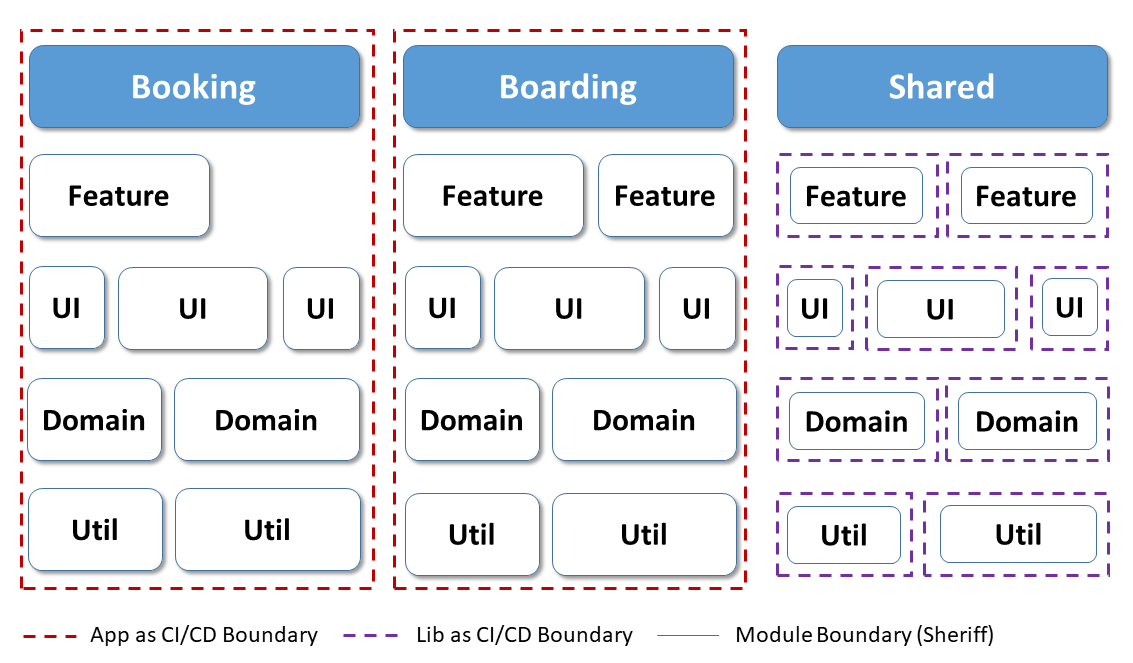 Booking Boarding Shared
Feature Feature Feature Feature Feature
UI UI UI UI UI UI UI UI UI
Domain Domain Domain Domain Domain Domain
Util Util Util Util Util Util
App as CI/CD Boundary Lib as CI/CD Boundary Module Boundary (Sheriff)